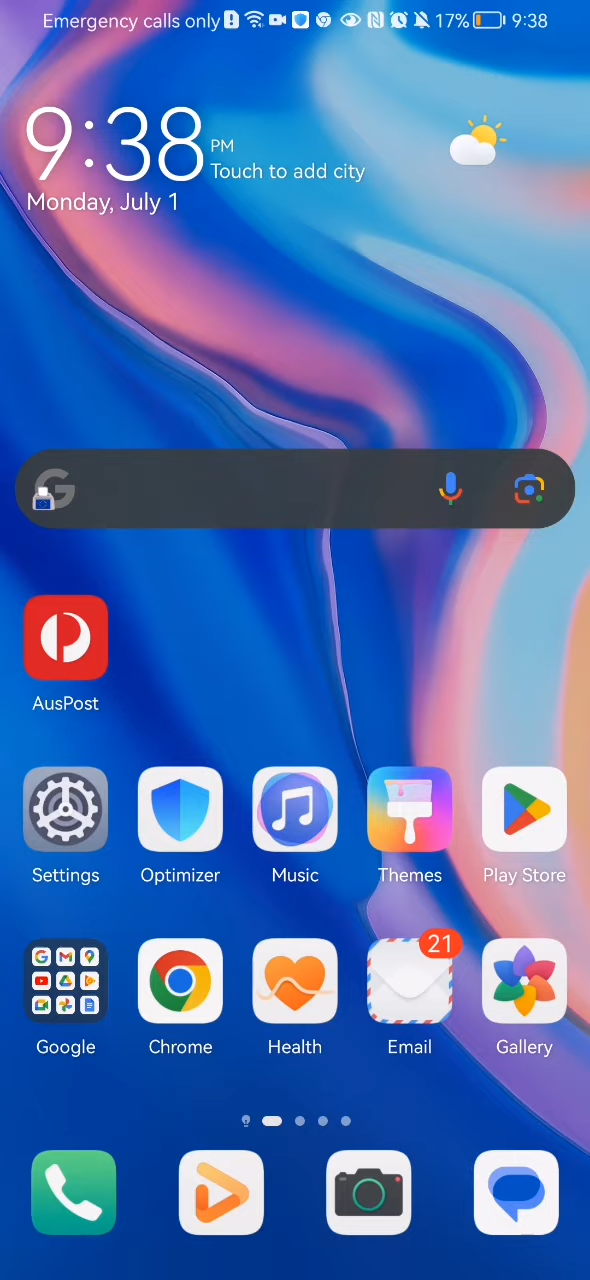 Emergency calls only 17% 9:38
9:38 PM
Touch to add city
Monday, July 1
AusPost
Settings Optimizer Music Themes Play Store
21
Google Chrome Health Email Gallery